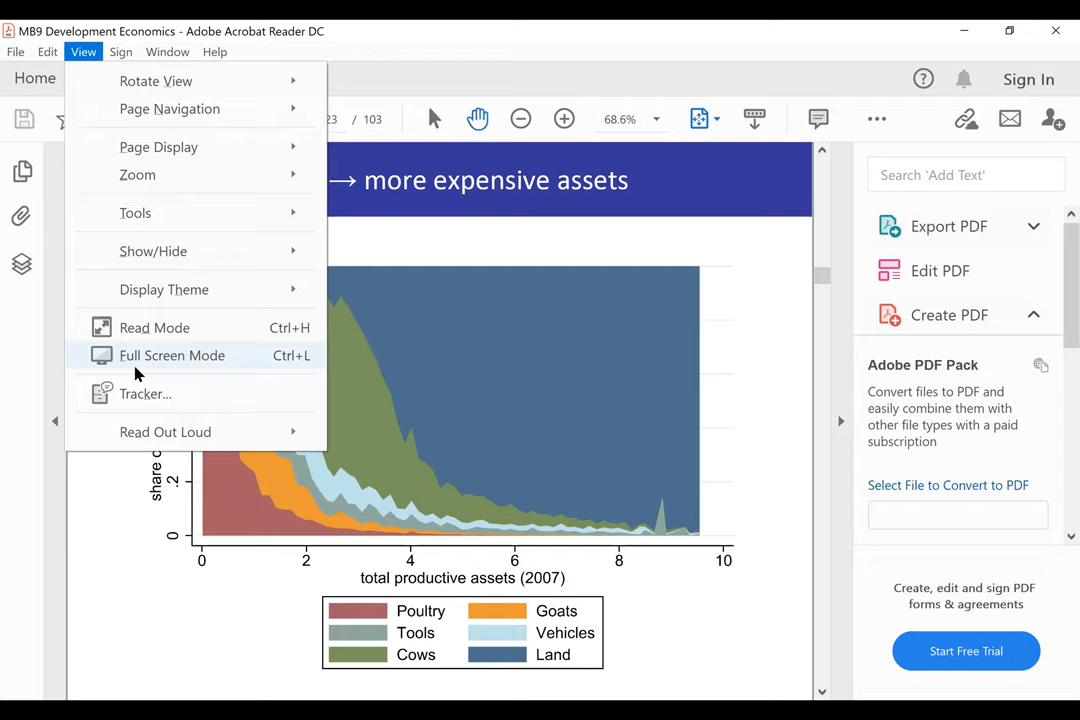 MB9 Development Economics - Adobe Acrobat Reader DC
File Edit View Sign Window Help
Home
Sign In
23 / 103
68.6%
Rotate View
Page Navigation
Page Display
Zoom
Tools
Show/Hide
Display Theme
Read Mode Ctrl+H
Full Screen Mode Ctrl+L
Tracker...
Read Out Loud
→ more expensive assets
share
.2
0
0 2 4 6 8 10
total productive assets (2007)
Poultry Goats
Tools Vehicles
Cows Land
Search 'Add Text'
Export PDF
Edit PDF
Create PDF
Adobe PDF Pack
Convert files to PDF and
easily combine them with
other file types with a paid
subscription
Select File to Convert to PDF
Create, edit and sign PDF
forms & agreements
Start Free Trial